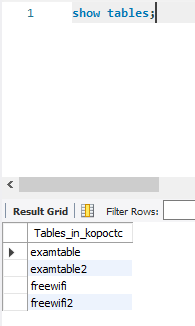 1 show tables;
Result Grid Filter Rows:
Tables_in_kopoctc
examtable
examtable2
freewifi
freewifi2